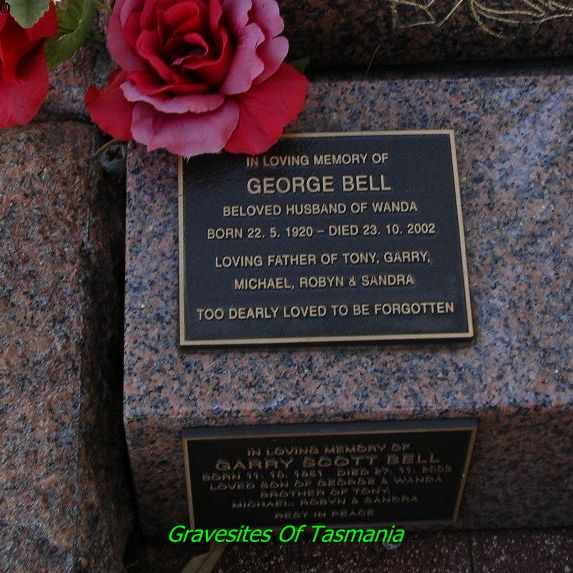 IN LOVING MEMORY OF
GEORGE BELL
BELOVED HUSBAND OF WANDA
BORN 22. 5. 1920 – DIED 23. 10. 2002
LOVING FATHER OF TONY, GARRY,
MICHAEL, ROBYN & SANDRA
TOO DEARLY LOVED TO BE FORGOTTEN
IN LOVING MEMORY OF
GARRY SCOTT BELL
BORN 11. 10. DIED 11.
LOVED SON OF GEORGE & WANDA
BROTHER OF TONY,
MICHAEL, ROBYN & SANDRA
REST IN PEACE
Gravesites Of Tasmania